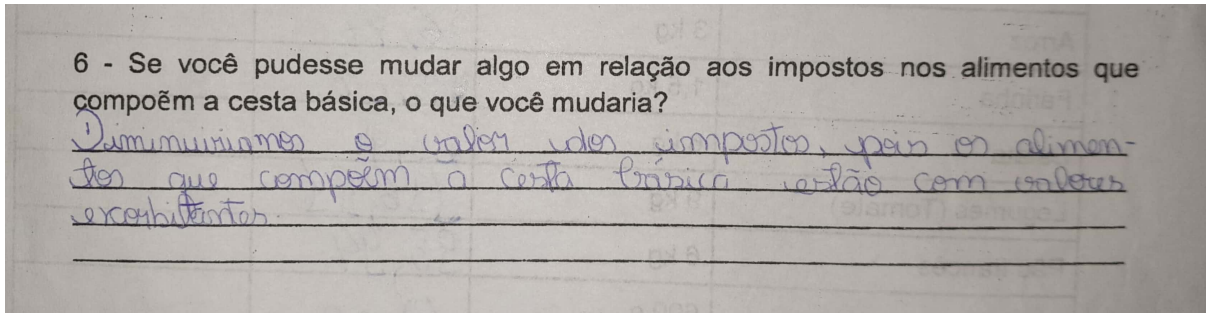 6 - Se você pudesse mudar algo em relação aos impostos nos alimentos que
compoẽm a cesta básica, o que você mudaria?
Diminuiriamos o valor dos impostos, pois os alimen-
tos que compõem a cesta básica estão com valores
exorbitantes.